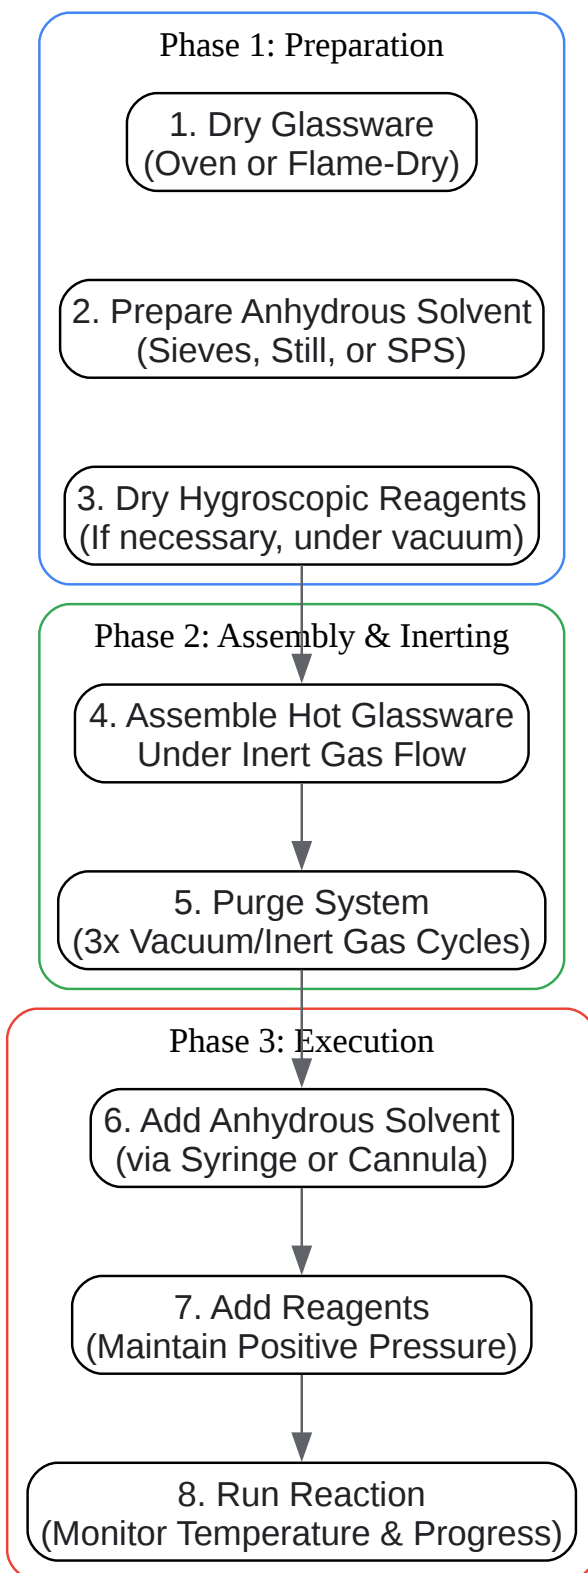 Phase 1: Preparation
1. Dry Glassware
(Oven or Flame-Dry)
2. Prepare Anhydrous Solvent
(Sieves, Still, or SPS)
3. Dry Hygroscopic Reagents
(If necessary, under vacuum)
Phase 2: Assembly & Inerting
4. Assemble Hot Glassware
Under Inert Gas Flow
5. Purge System
(3x Vacuum/Inert Gas Cycles)
Phase 3: Execution
6. Add Anhydrous Solvent
(via Syringe or Cannula)
7. Add Reagents
(Maintain Positive Pressure)
8. Run Reaction
(Monitor Temperature & Progress)